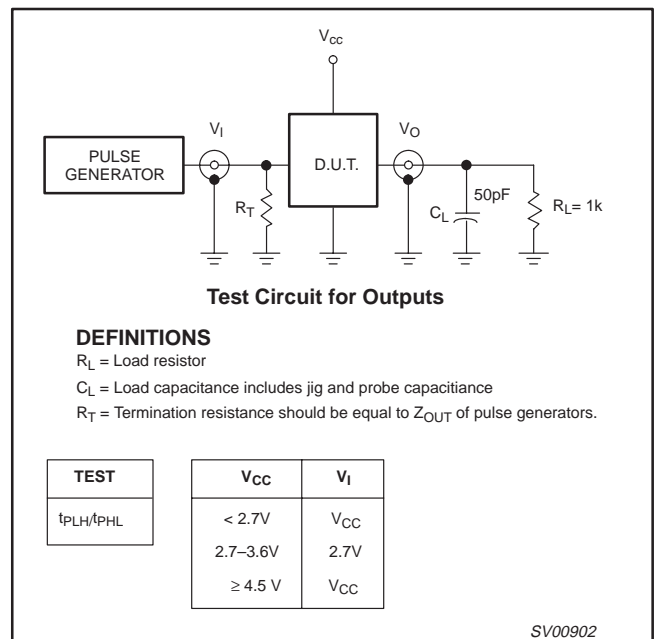 Vcc
PULSE
GENERATOR
VI
RT
D.U.T.
VO
50pF
CL
RL= 1k
Test Circuit for Outputs
DEFINITIONS
RL = Load resistor
CL = Load capacitance includes jig and probe capacitiance
RT = Termination resistance should be equal to ZOUT of pulse generators.
TEST
tPLH/tPHL
VCC VI
< 2.7V VCC
2.7–3.6V 2.7V
≥ 4.5 V VCC
SV00902